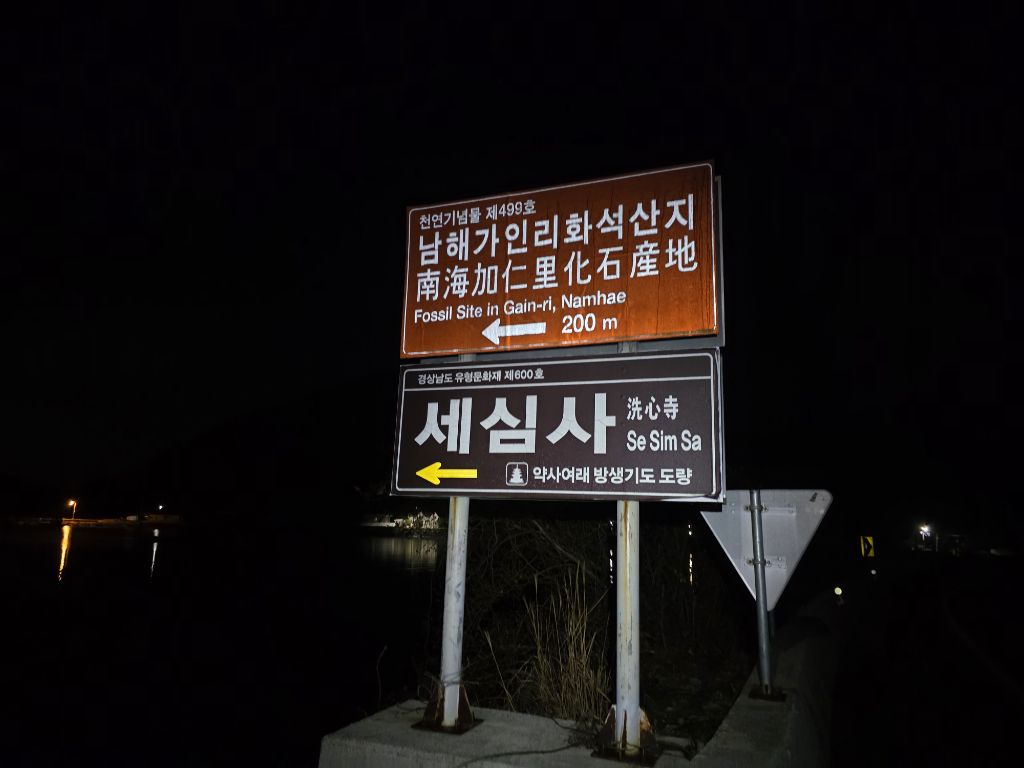 천연기념물 제499호
남해가인리화석산지
南海加仁里化石産地
Fossil Site in Gain-ri, Namhae
200 m
경상남도 유형문화재 제600호
세심사 洗心寺
Se Sim Sa
약사여래 방생기도 도량